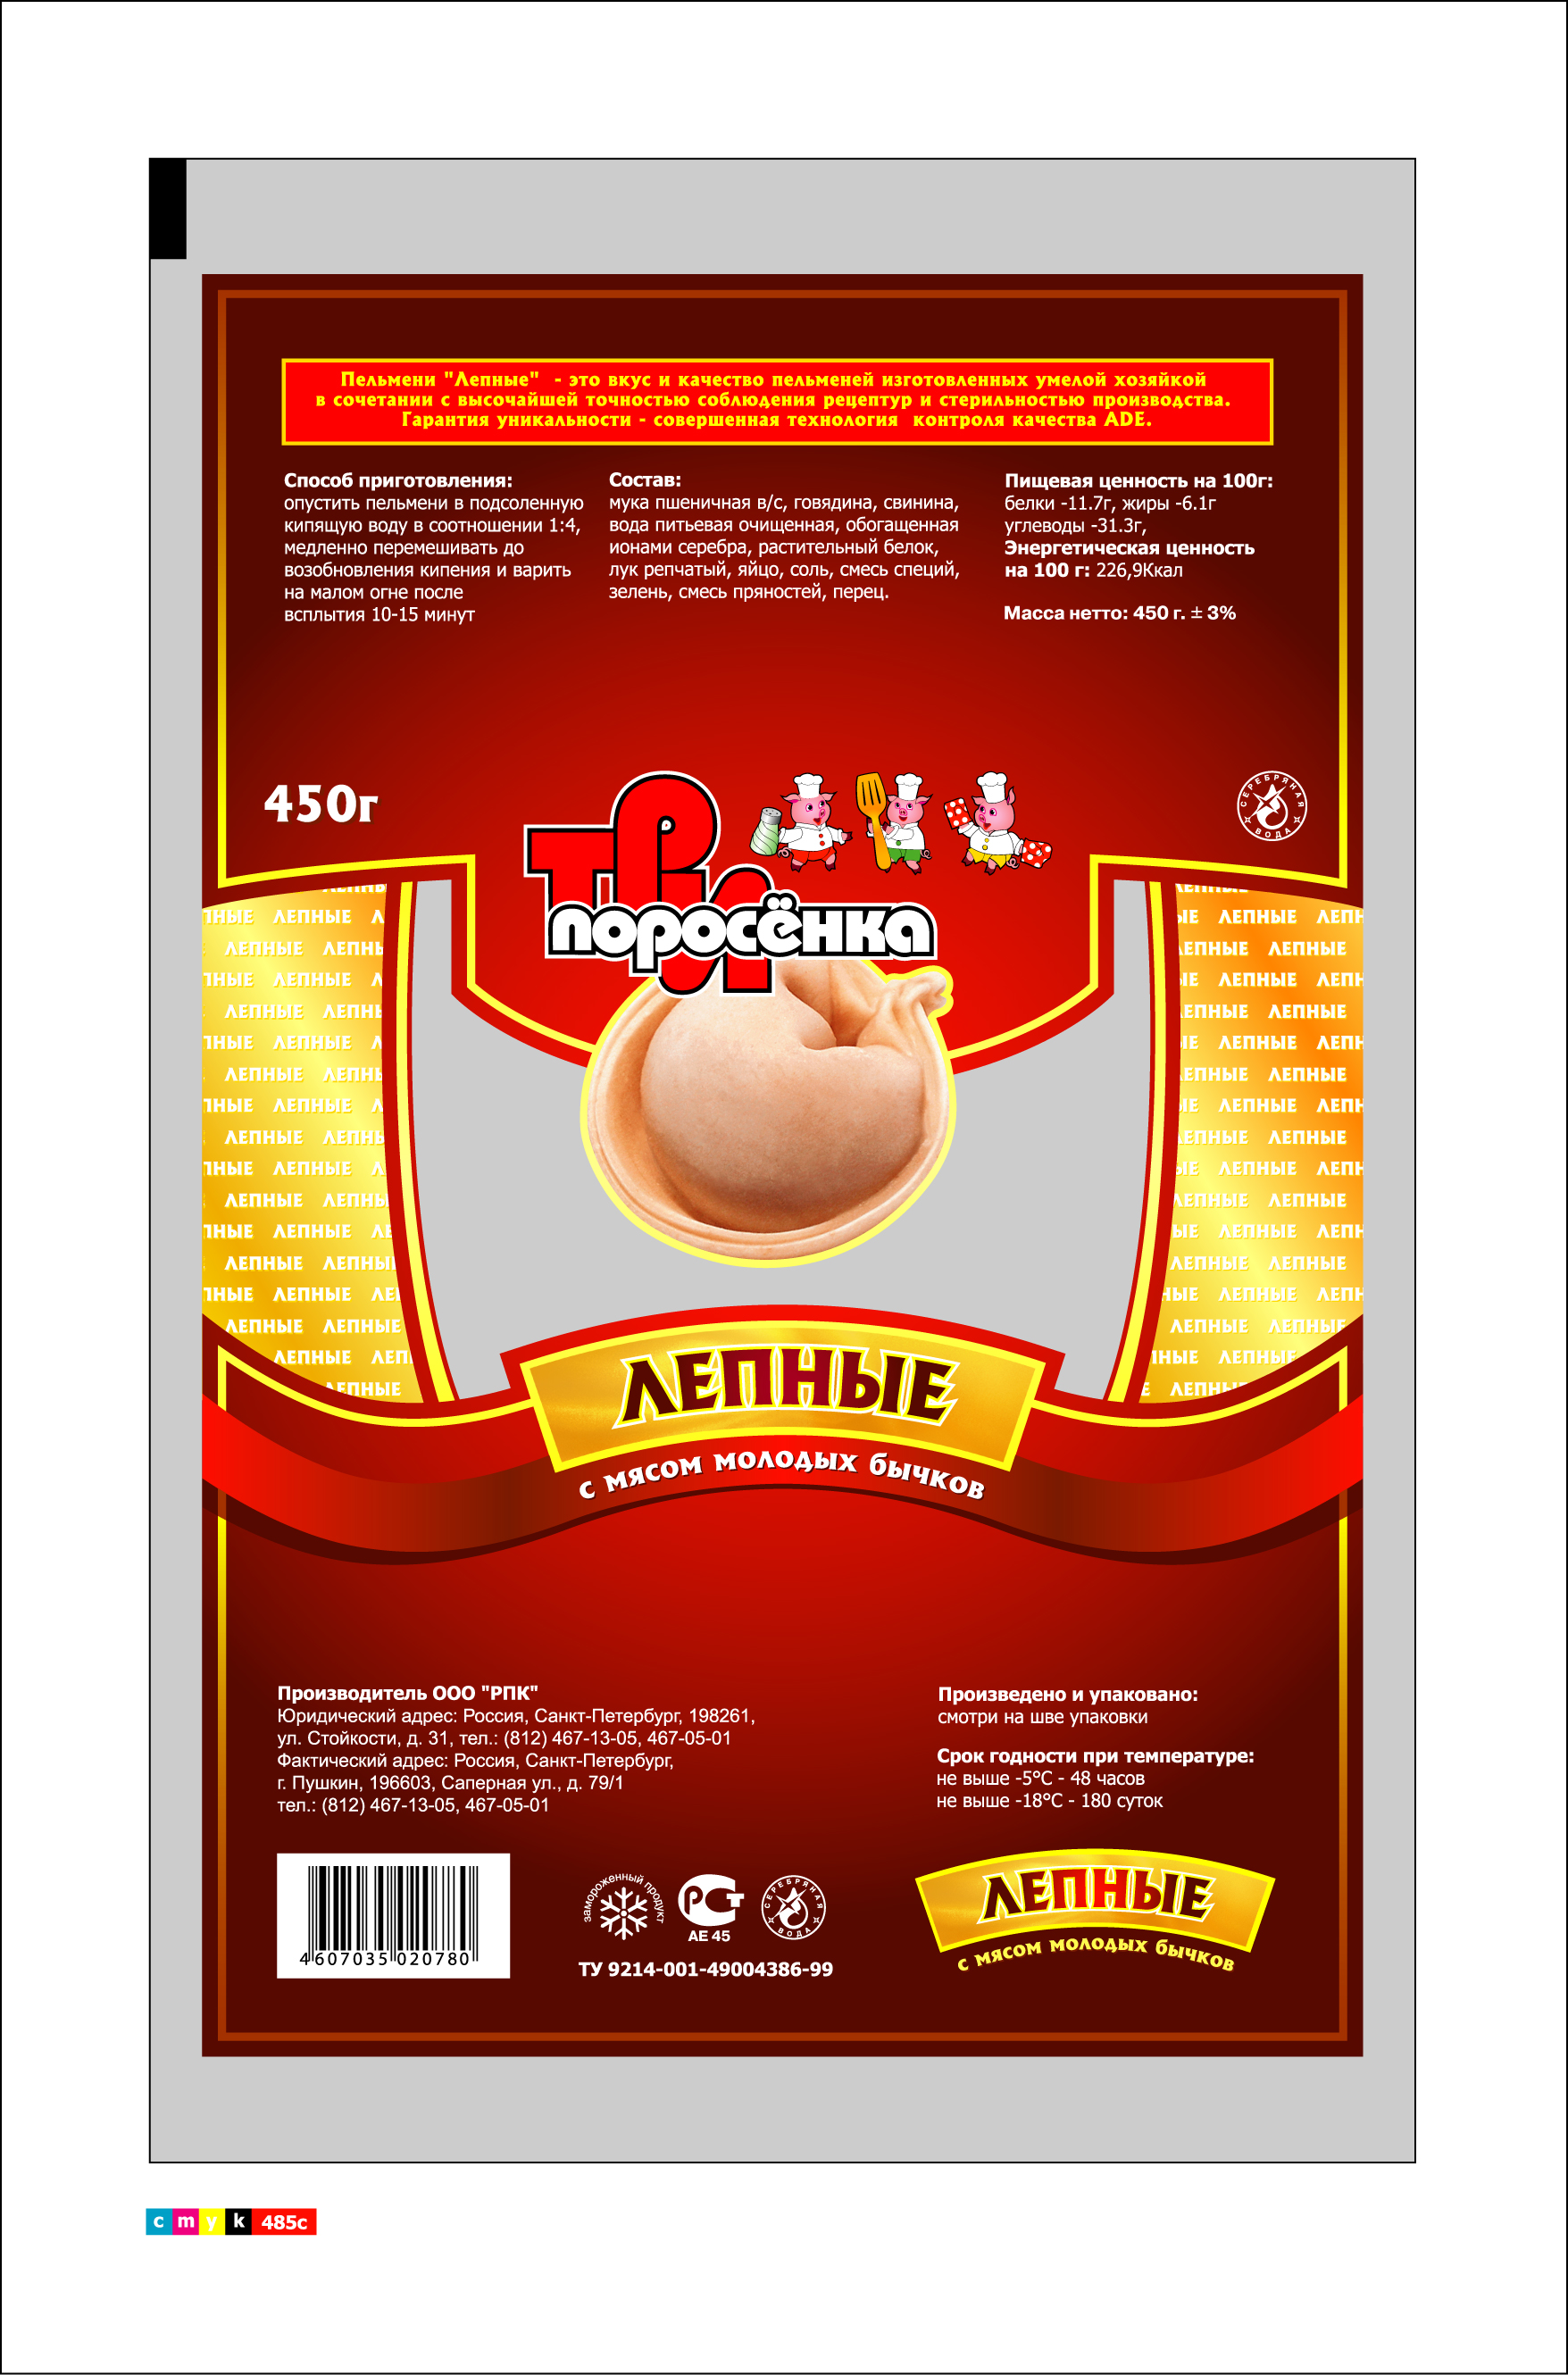 Пельмени "Лепные"  - это вкус и качество пельменей изготовленных умелой хозяйкой
в сочетании с высочайшей точностью соблюдения рецептур и стерильностью производства.
Гарантия уникальности - совершенная технология  контроля качества ADE.
Способ приготовления:
опустить пельмени в подсоленную
кипящую воду в соотношении 1:4,
медленно перемешивать до
возобновления кипения и варить
на малом огне после
всплытия 10-15 минут
Состав:
мука пшеничная в/с, говядина, свинина,
вода питьевая очищенная, обогащенная
ионами серебра, растительный белок,
лук репчатый, яйцо, соль, смесь специй,
зелень, смесь пряностей, перец.
Пищевая ценность на 100г:
белки -11.7г, жиры -6.1г
углеводы -31.3г,
Энергетическая ценность
на 100 г: 226,9Ккал
Масса нетто: 450 г. ± 3%
450г
СЕРЕБРЯНАЯ
ВОДА
ТРИ
поросёнка
ЛЕПНЫЕ
с мясом молодых бычков
Производитель ООО "РПК"
Юридический адрес: Россия, Санкт-Петербург, 198261,
ул. Стойкости, д. 31, тел.: (812) 467-13-05, 467-05-01
Фактический адрес: Россия, Санкт-Петербург,
г. Пушкин, 196603, Саперная ул., д. 79/1
тел.: (812) 467-13-05, 467-05-01
Произведено и упаковано:
смотри на шве упаковки
Срок годности при температуре:
не выше -5°С - 48 часов
не выше -18°С - 180 суток
4 607035 020780
замороженный продукт
РСТ
АЕ 45
СЕРЕБРЯНАЯ
ВОДА
ТУ 9214-001-49004386-99
ЛЕПНЫЕ
с мясом молодых бычков
c m y k 485c